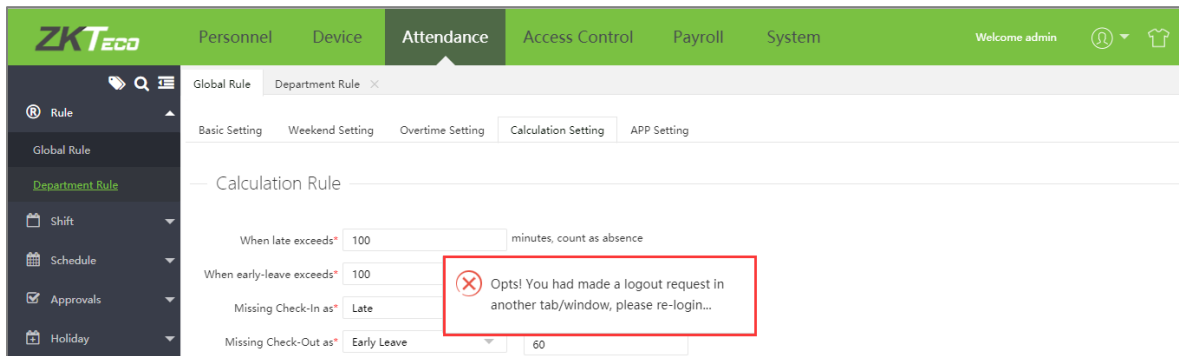 ZKTECO Personnel Device Attendance Access Control Payroll System Welcome admin
Global Rule Department Rule
Rule
Basic Setting Weekend Setting Overtime Setting Calculation Setting APP Setting
Global Rule
Department Rule
Calculation Rule
Shift
When late exceeds* 100 minutes, count as absence
Schedule
When early-leave exceeds* 100
Opts! You had made a logout request in
another tab/window, please re-login...
Approvals
Missing Check-In as* Late
Holiday
Missing Check-Out as* Early Leave 60